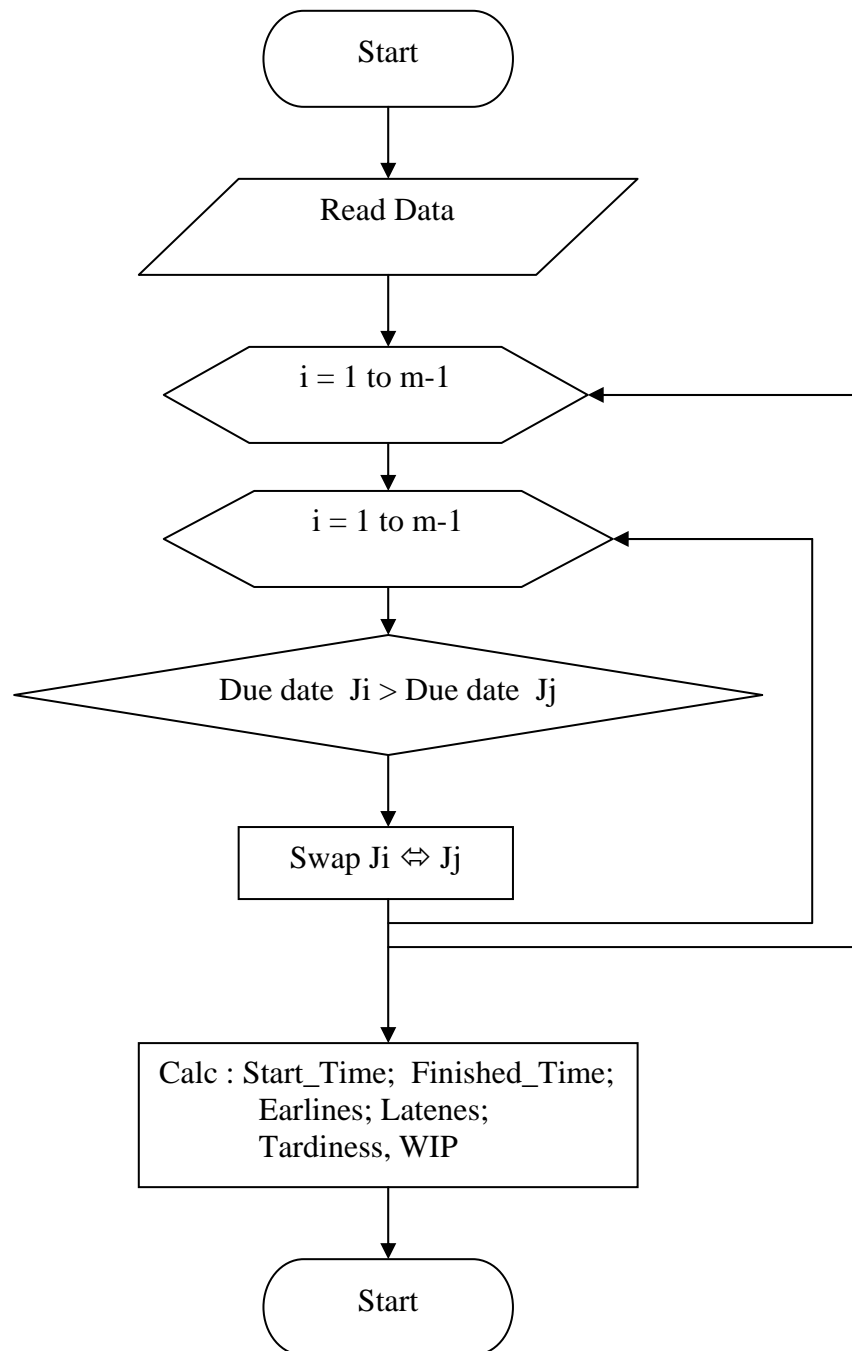 Start
Read Data
i = 1 to m-1
i = 1 to m-1
Due date Ji > Due date Jj
Swap Ji ⇔ Jj
Calc : Start_Time; Finished_Time;
Earlines; Latenes;
Tardiness, WIP
Start